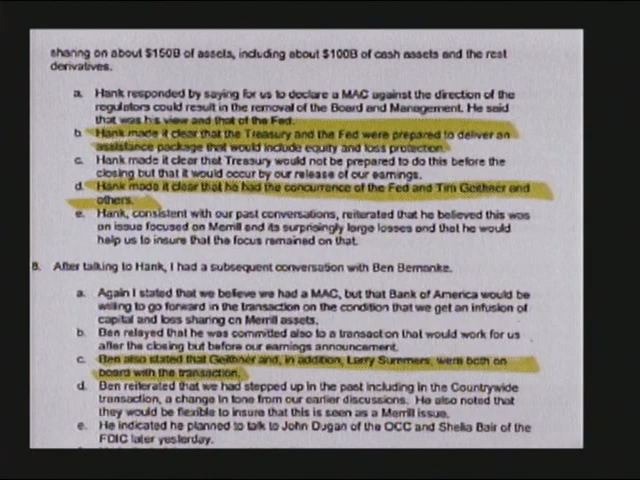 sharing on about $150B of assets, including about $100B of cash assets and the rest
derivatives.
a. Hank responded by saying for us to declare a MAC against the direction of the
regulators could result in the removal of the Board and Management. He said
that was his view and that of the Fed.
b. Hank made it clear that the Treasury and the Fed were prepared to deliver an
assistance package that would include equity and loss protection.
c. Hank made it clear that Treasury would not be prepared to do this before the
closing but that it would occur by our release of our earnings.
d. Hank made it clear that he had the concurrence of the Fed and Tim Geithner and
others.
e. Hank, consistent with our past conversations, reiterated that he believed this was
an issue focused on Merrill and its surprisingly large losses and that he would
help us to insure that the focus remained on that.
8. After talking to Hank, I had a subsequent conversation with Ben Bernanke.
a. Again I stated that we believe we had a MAC, but that Bank of America would be
willing to go forward in the transaction on the condition that we get an infusion of
capital and loss sharing on Merrill assets.
b. Ben relayed that he was committed also to a transaction that would work for us
after the closing but before our earnings announcement.
c. Ben also stated that Geithner and, in addition, Larry Summers, were both on
board with the transaction.
d. Ben reiterated that we had stepped up in the past including in the Countrywide
transaction, a change in tone from our earlier discussions. He also noted that
they would be flexible to insure that this is seen as a Merrill issue.
e. He indicated he planned to talk to John Dugan of the OCC and Sheila Bair of the
FDIC later yesterday.